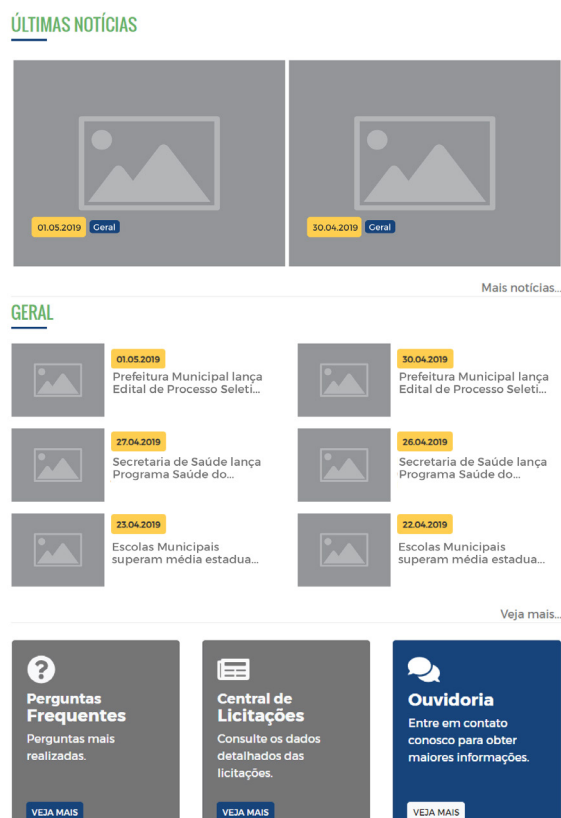 ÚLTIMAS NOTÍCIAS
01.05.2019 Geral
30.04.2019 Geral
Mais notícias...
GERAL
01.05.2019
Prefeitura Municipal lança
Edital de Processo Seleti...
30.04.2019
Prefeitura Municipal lança
Edital de Processo Seleti...
27.04.2019
Secretaria de Saúde lança
Programa Saúde do...
26.04.2019
Secretaria de Saúde lança
Programa Saúde do...
23.04.2019
Escolas Municipais
superam média estadua...
22.04.2019
Escolas Municipais
superam média estadua...
Veja mais...
Perguntas
Frequentes
Perguntas mais
realizadas.
VEJA MAIS
Central de
Licitações
Consulte os dados
detalhados das
licitações.
VEJA MAIS
Ouvidoria
Entre em contato
conosco para obter
maiores informações.
VEJA MAIS